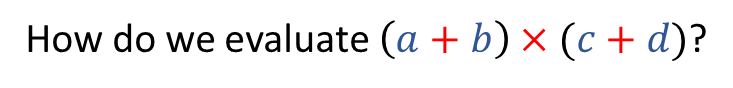 How do we evaluate (a + b) × (c + d)?